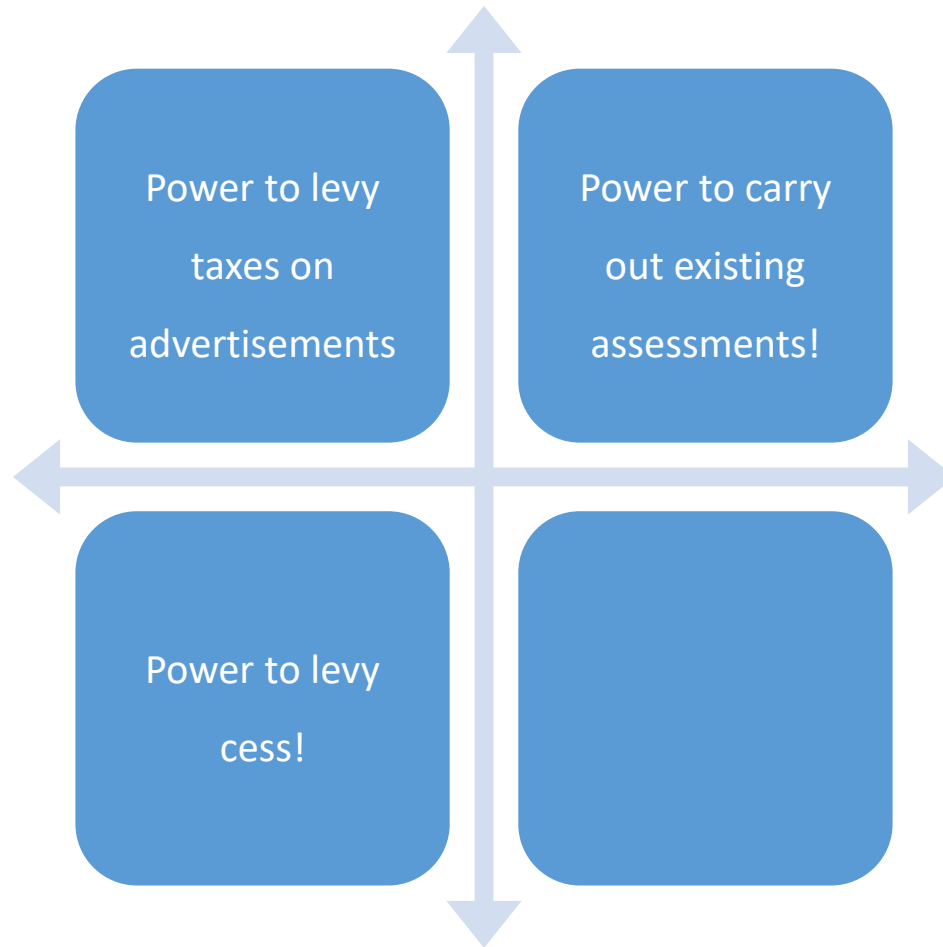 Power to levy
taxes on
advertisements
Power to carry
out existing
assessments!
Power to levy
cess!